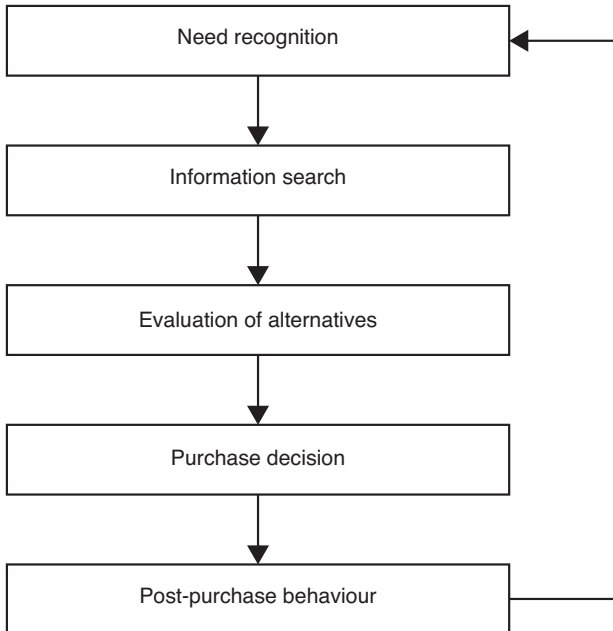 Need recognition
Information search
Evaluation of alternatives
Purchase decision
Post-purchase behaviour